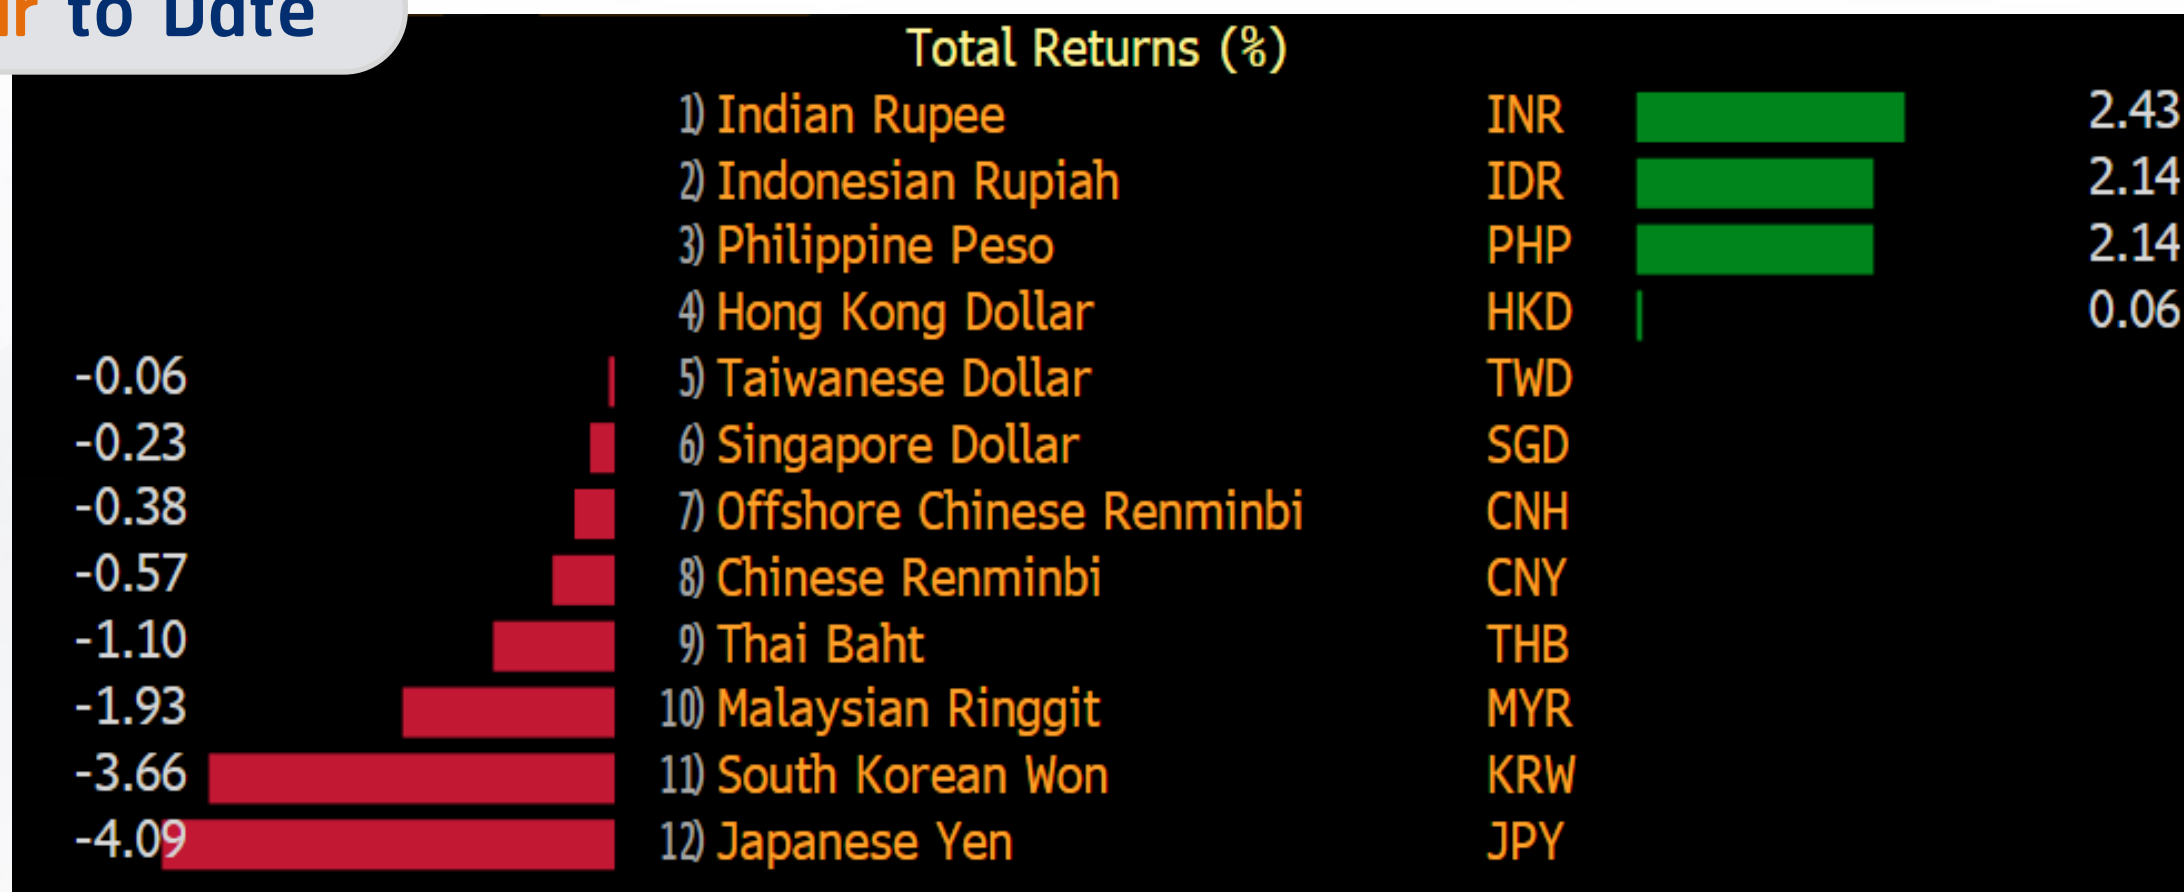 r to Date
Total Returns (%)
1) Indian Rupee INR 2.43
2) Indonesian Rupiah IDR 2.14
3) Philippine Peso PHP 2.14
4) Hong Kong Dollar HKD 0.06
-0.06 5) Taiwanese Dollar TWD
-0.23 6) Singapore Dollar SGD
-0.38 7) Offshore Chinese Renminbi CNH
-0.57 8) Chinese Renminbi CNY
-1.10 9) Thai Baht THB
-1.93 10) Malaysian Ringgit MYR
-3.66 11) South Korean Won KRW
-4.09 12) Japanese Yen JPY